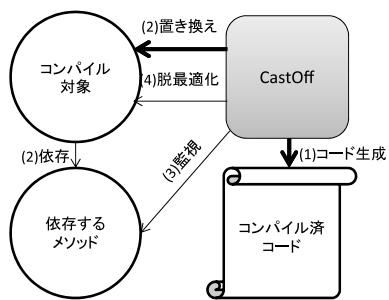 (2)置き換え
コンパイル
対象
(4)脱最適化
CastOff
(2)依存
(3)監視
(1)コード生成
依存する
メソッド
コンパイル済
コード